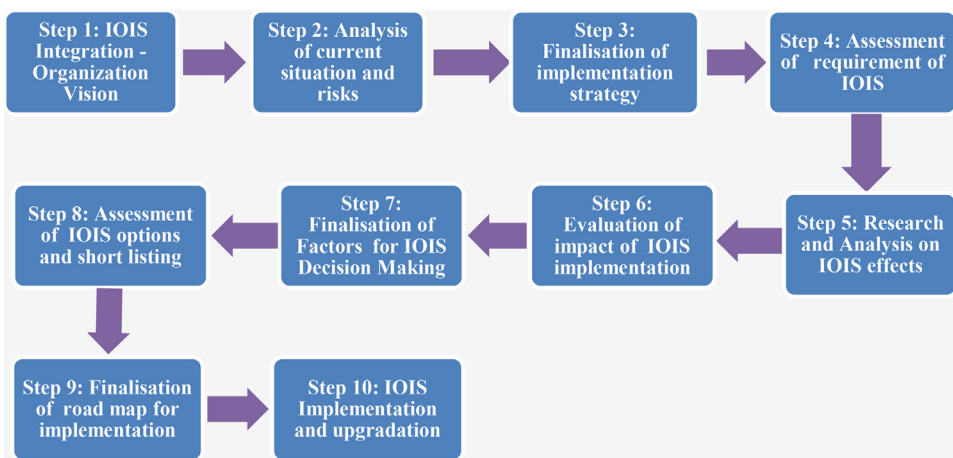 Step 1: IOIS
Integration -
Organization
Vision
Step 2: Analysis
of current
situation and
risks
Step 3:
Finalisation of
implementation
strategy
Step 4: Assessment
of requirement of
IOIS
Step 5: Research
and Analysis on
IOIS effects
Step 6:
Evaluation of
impact of IOIS
implementation
Step 7:
Finalisation of
Factors for IOIS
Decision Making
Step 8: Assessment
of IOIS options
and short listing
Step 9: Finalisation
of road map for
implementation
Step 10: IOIS
Implementation
and upgradation